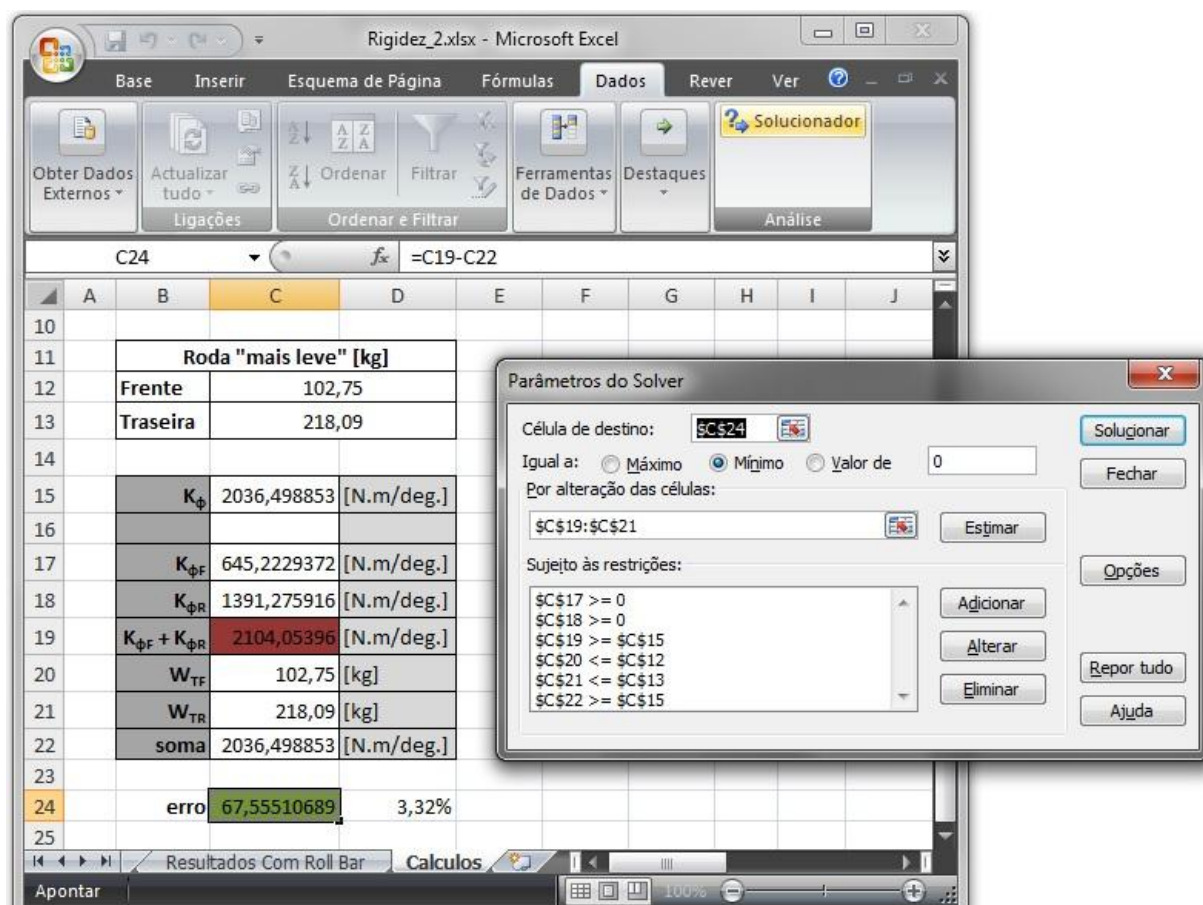 Rigidez_2.xlsx - Microsoft Excel
Base Inserir Esquema de Página Fórmulas Dados Rever Ver
Obter Dados Externos
Actualizar tudo
Ligações
Ordenar
Filtrar
Ordenar e Filtrar
Ferramentas de Dados
Destaques
Solucionador
Análise
C24 fx =C19-C22
A B C D E F G H I J
10
11 Roda "mais leve" [kg]
12 Frente 102,75
13 Traseira 218,09
14
15 Kϕ 2036,498853 [N.m/deg.]
16
17 KϕF 645,2229372 [N.m/deg.]
18 KϕR 1391,275916 [N.m/deg.]
19 KϕF + KϕR 2104,05396 [N.m/deg.]
20 WTF 102,75 [kg]
21 WTR 218,09 [kg]
22 soma 2036,498853 [N.m/deg.]
23
24 erro 67,55510689 3,32%
25
Resultados Com Roll Bar Calculos
Apontar 100%
Parâmetros do Solver
Célula de destino: $C$24
Solucionar
Igual a: Máximo Mínimo Valor de 0
Fechar
Por alteração das células:
$C$19:$C$21
Estimar
Sujeito às restrições:
Opções
$C$17 >= 0
$C$18 >= 0
$C$19 >= $C$15
$C$20 <= $C$12
$C$21 <= $C$13
$C$22 >= $C$15
Adicionar
Alterar
Eliminar
Repor tudo
Ajuda